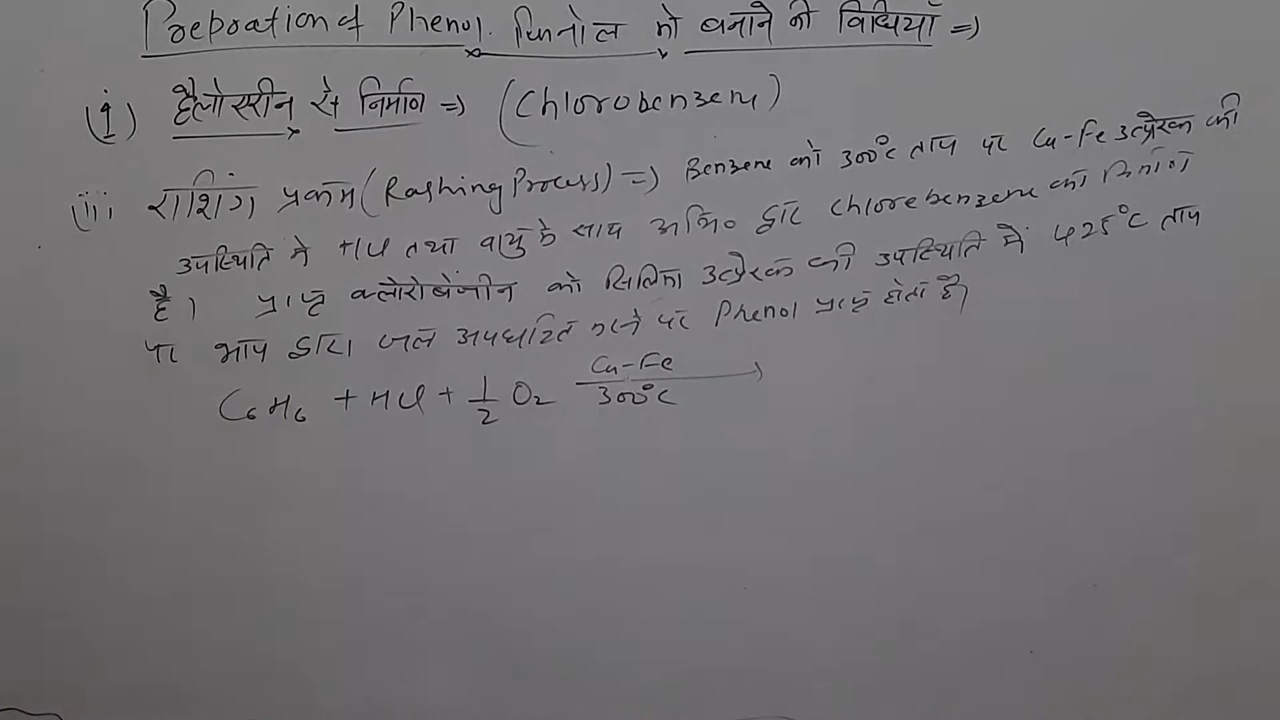 Preparation of Phenol. फिनोल को बनाने की विधियाँ =>
(i) हैलोएरीन से निर्माण => (Chlorobenzene)
(ii) राशिंग प्रक्रम (Rashing Process) => Benzene को 300°C ताप पर Cu-Fe उत्प्रेरक की
उपस्थिति में HCl तथा वायु के साथ अभि० द्वारा Chlorobenzene का निर्माण
है। प्राप्त क्लोरोबेंजीन को सिलिका उत्प्रेरक की उपस्थिति में 425°C ताप
पर भाप द्वारा जल अपघटित करने पर Phenol प्राप्त होता है,
C₆H₆ + HCl + 1/2 O₂ Cu-Fe/300°C →